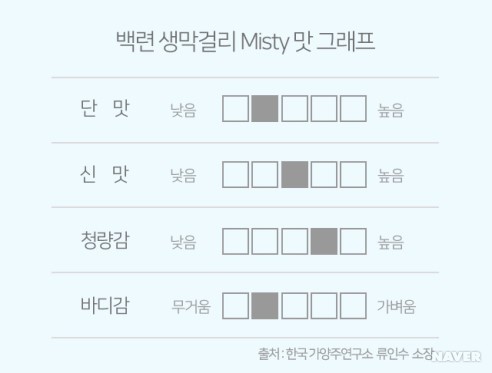 백련 생막걸리 Misty 맛 그래프
단 맛 낮음 높음
신 맛 낮음 높음
청량감 낮음 높음
바디감 무거움 가벼움
출처 : 한국가양주연구소 류인수 소장
NAVER